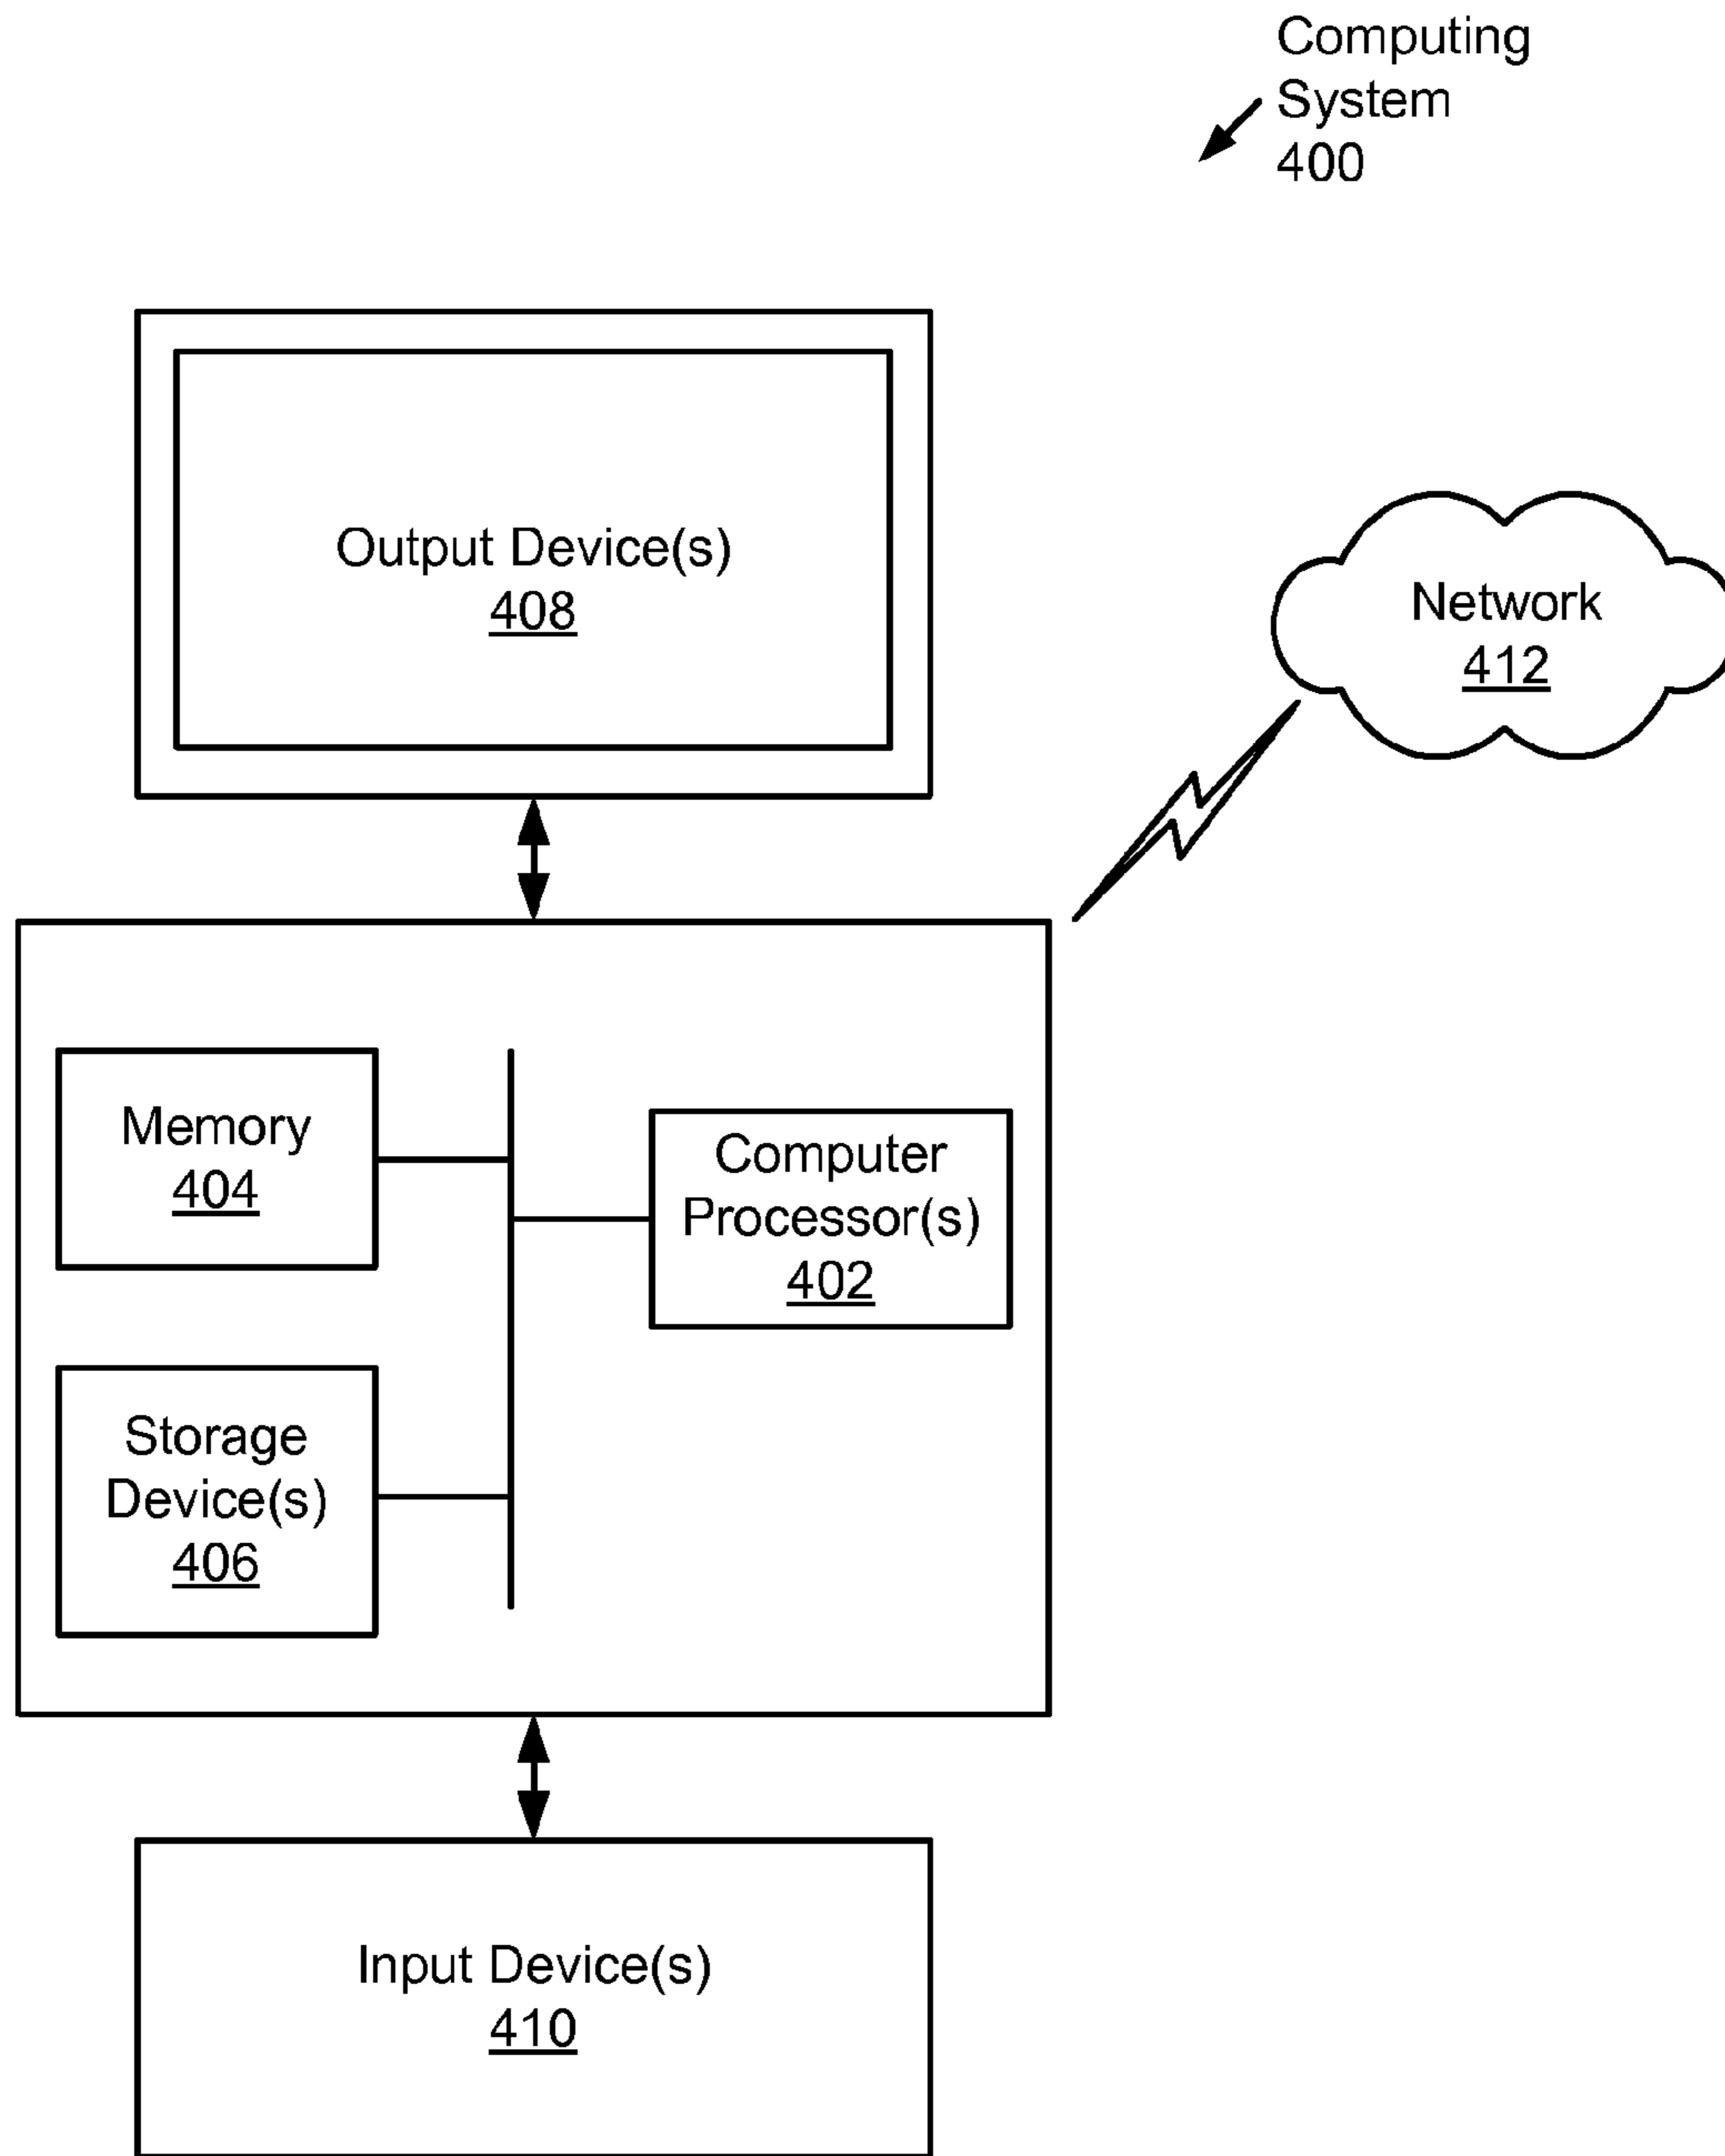 Computing
System
400
Output Device(s)
408
Network
412
Memory
404
Computer
Processor(s)
402
Storage
Device(s)
406
Input Device(s)
410